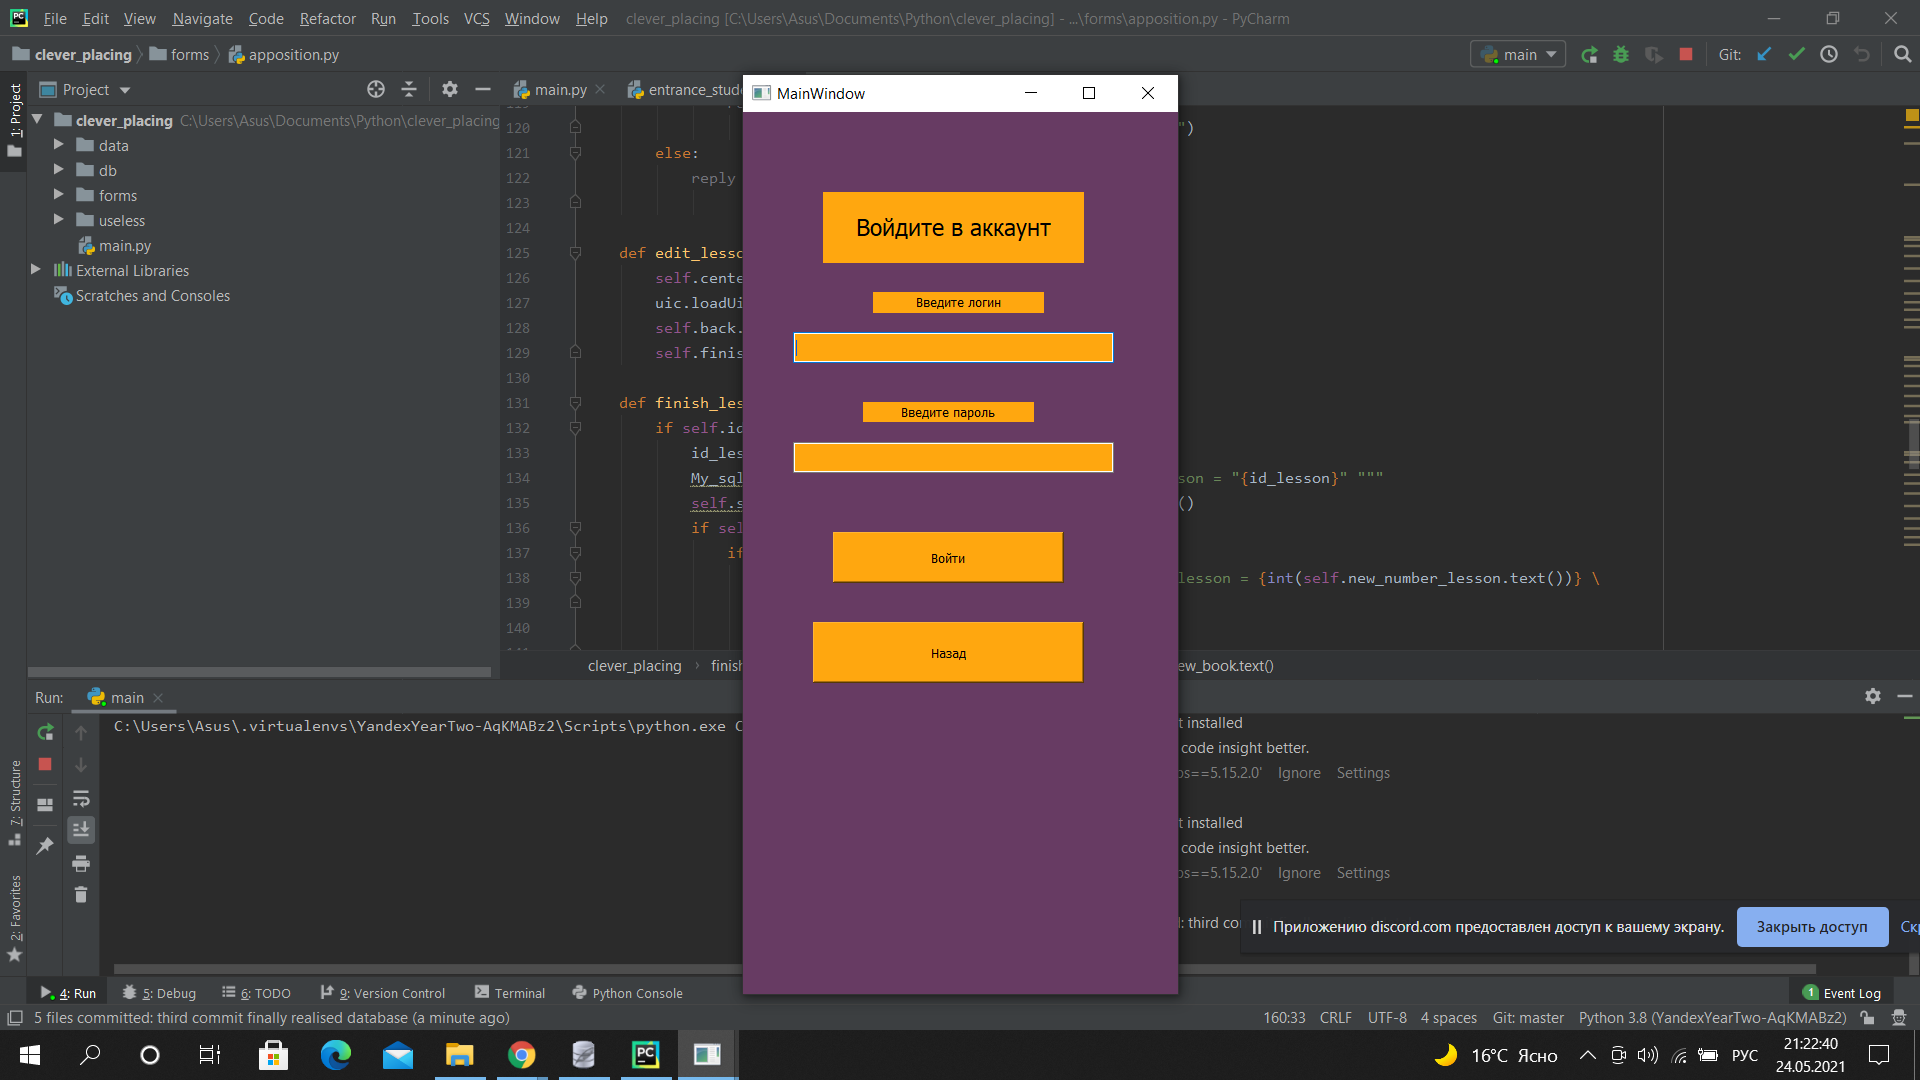 File Edit View Navigate Code Refactor Run Tools VCS Window Help clever_placing [C:\Users\Asus\Documents\Python\clever_placing] - ...\forms\apposition.py - PyCharm
clever_placing forms apposition.py main Git:
1: Project
Project main.py entrance_stude
MainWindow
clever_placing C:\Users\Asus\Documents\Python\clever_placing
data
db
forms
useless
main.py
External Libraries
Scratches and Consoles
120 ")
121 else:
122 reply
123
124
125 def edit_lesso
126 self.cente
127 uic.loadUi
128 self.back.
129 self.finis
130
131 def finish_les
132 if self.id
133 id_les
134 My_sql son = "{id_lesson}" """
135 self.s ()
136 if sel
137 if
138 lesson = {int(self.new_number_lesson.text())} \
139
140
Войдите в аккаунт
Введите логин
Введите пароль
Войти
Назад
clever_placing finish ew_book.text()
Run: main
C:\Users\Asus\.virtualenvs\YandexYearTwo-AqKMABz2\Scripts\python.exe C
t installed
code insight better.
os==5.15.2.0' Ignore Settings
t installed
code insight better.
os==5.15.2.0' Ignore Settings
: third co
Приложению discord.com предоставлен доступ к вашему экрану. Закрыть доступ Скр
7: Structure
2: Favorites
4: Run 5: Debug 6: TODO 9: Version Control Terminal Python Console 1 Event Log
5 files committed: third commit finally realised database (a minute ago) 160:33 CRLF UTF-8 4 spaces Git: master Python 3.8 (YandexYearTwo-AqKMABz2)
PC 16°C Ясно РУС 21:22:40
24.05.2021